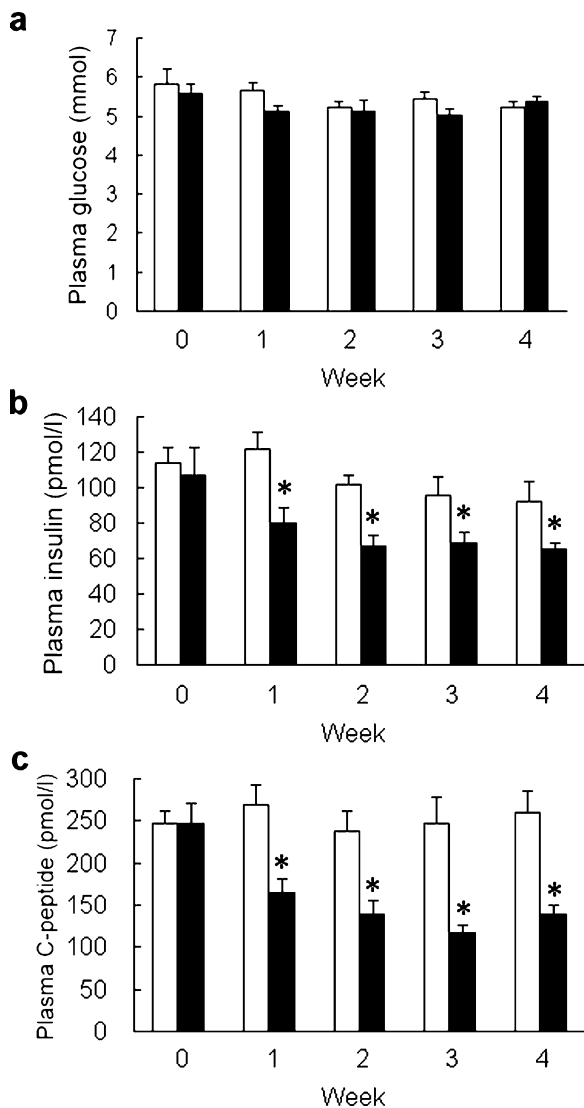 a
Plasma glucose (mmol)
7
6
5
4
3
2
1
0
0 1 2 3 4
Week
b
Plasma insulin (pmol/l)
140
120
100
80
60
40
20
0
* * * *
0 1 2 3 4
Week
c
Plasma C-peptide (pmol/l)
300
250
200
150
100
50
0
* * * *
0 1 2 3 4
Week